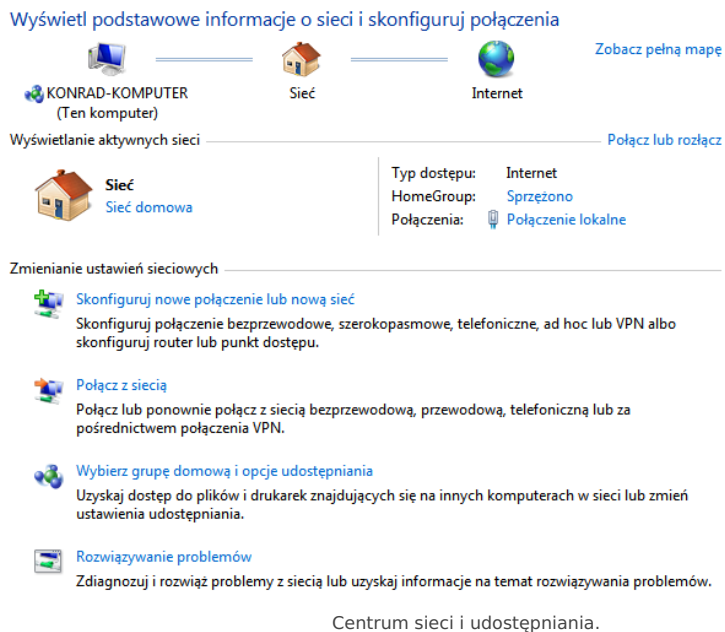 Wyświetl podstawowe informacje o sieci i skonfiguruj połączenia
Zobacz pełną mapę
KONRAD-KOMPUTER
(Ten komputer)
Sieć
Internet
Wyświetlanie aktywnych sieci
Połącz lub rozłącz
Sieć
Sieć domowa
Typ dostępu: Internet
HomeGroup: Sprzężono
Połączenia: Połączenie lokalne
Zmienianie ustawień sieciowych
Skonfiguruj nowe połączenie lub nową sieć
Skonfiguruj połączenie bezprzewodowe, szerokopasmowe, telefoniczne, ad hoc lub VPN albo
skonfiguruj router lub punkt dostępu.
Połącz z siecią
Połącz lub ponownie połącz z siecią bezprzewodową, przewodową, telefoniczną lub za
pośrednictwem połączenia VPN.
Wybierz grupę domową i opcje udostępniania
Uzyskaj dostęp do plików i drukarek znajdujących się na innych komputerach w sieci lub zmień
ustawienia udostępniania.
Rozwiązywanie problemów
Zdiagnozuj i rozwiąż problemy z siecią lub uzyskaj informacje na temat rozwiązywania problemów.
Centrum sieci i udostępniania.